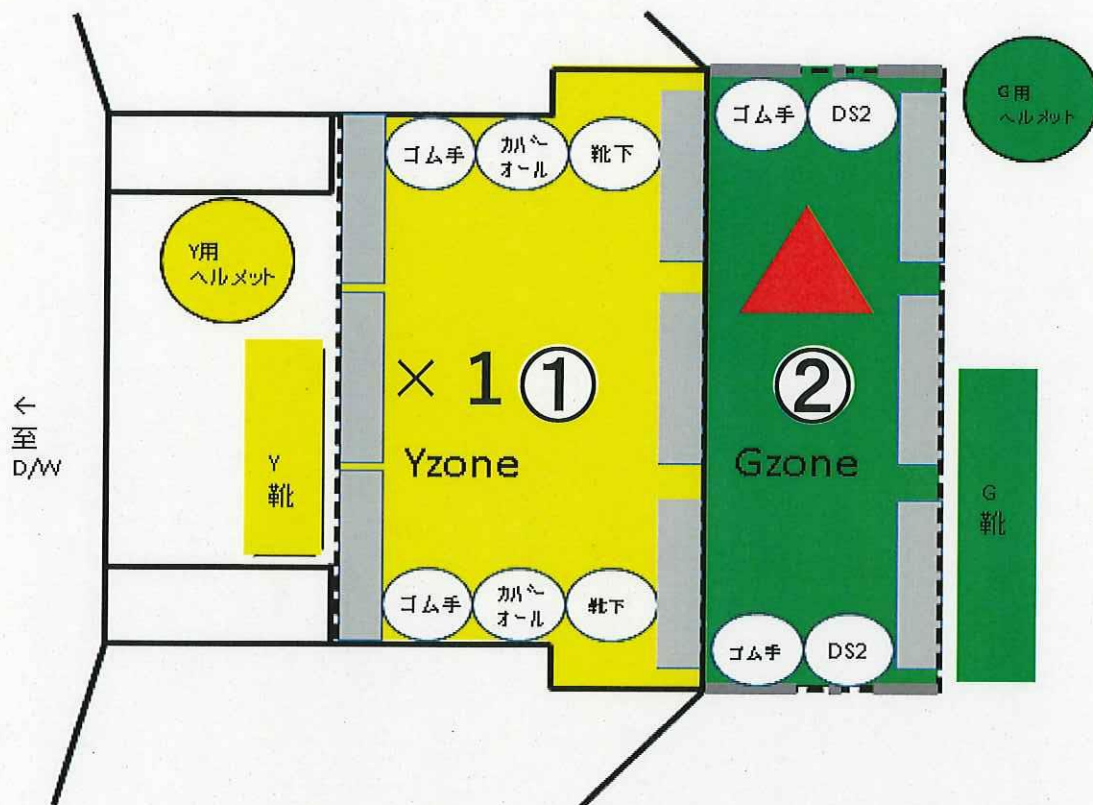 G用
ヘルメット
ゴム手
DS2
ゴム手
カバー
オール
靴下
Y用
ヘルメット
× 1
①
②
Yzone
Gzone
←
至
D/W
Y
靴
G
靴
ゴム手
カバー
オール
靴下
ゴム手
DS2